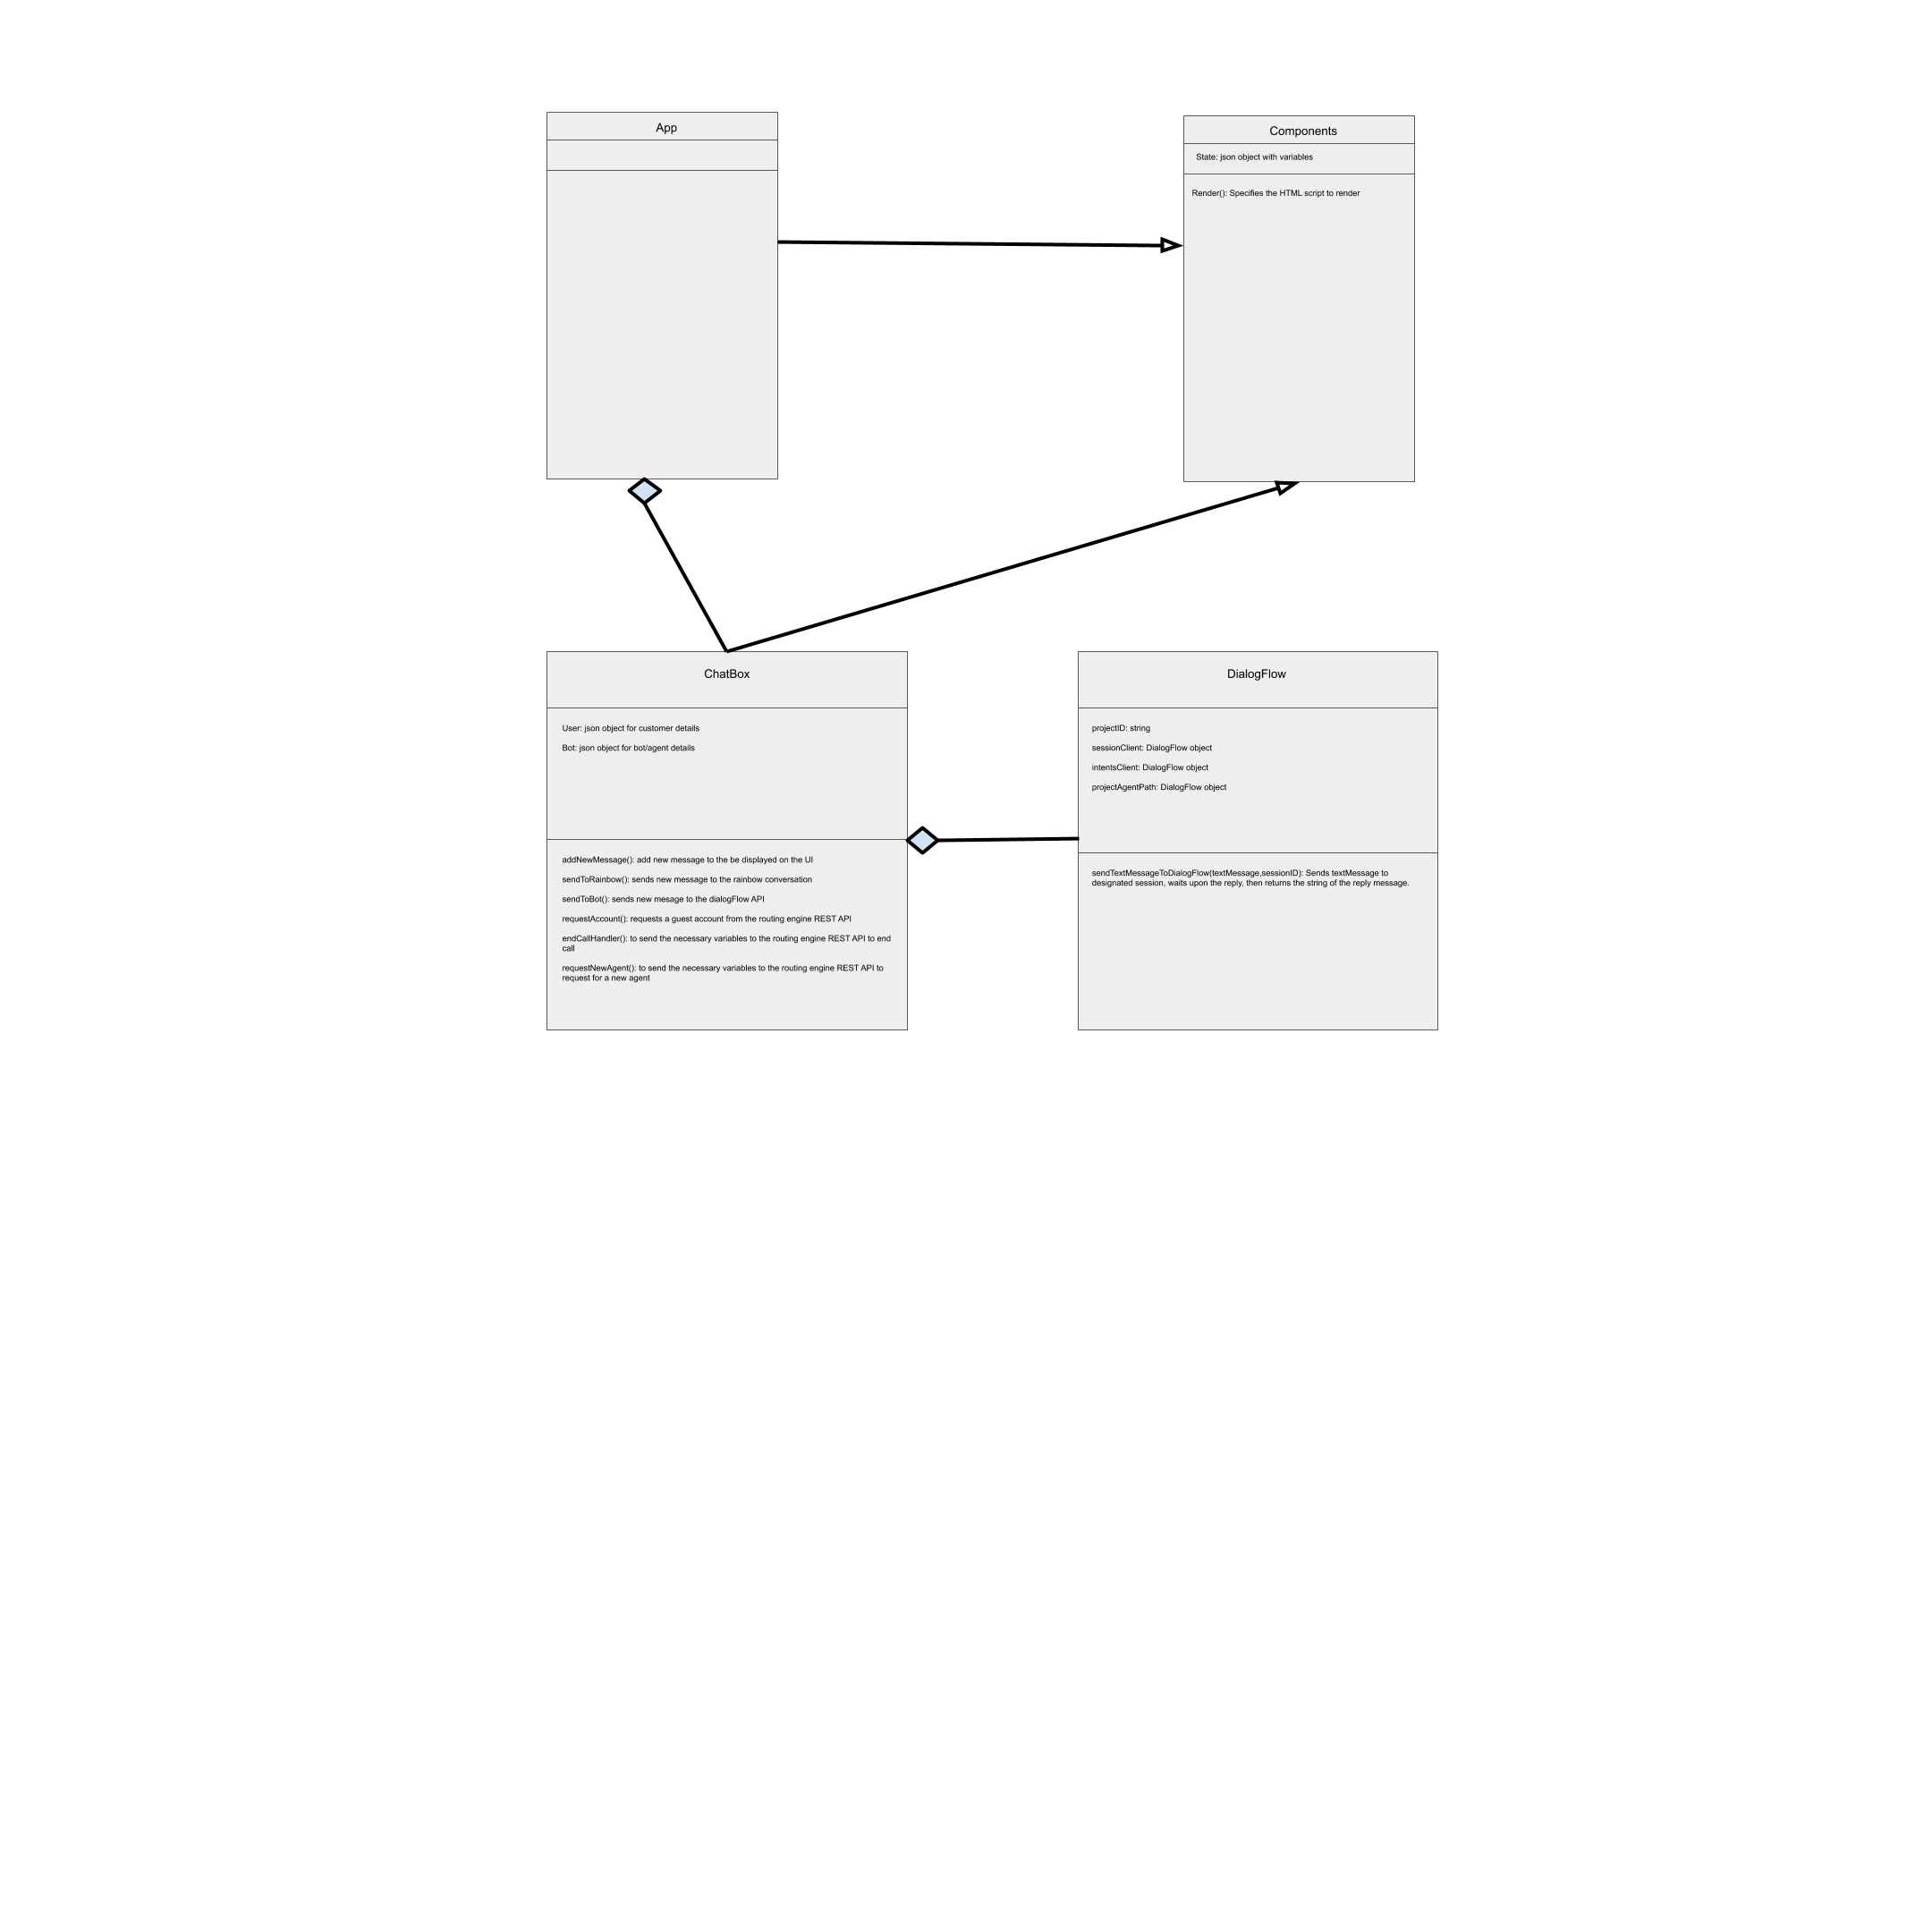 App
Components
State: json object with variables
Render(): Specifies the HTML script to render
ChatBox
User: json object for customer details
Bot: json object for bot/agent details
addNewMessage(): add new message to the be displayed on the UI
sendToRainbow(): sends new message to the rainbow conversation
sendToBot(): sends new mesage to the dialogFlow API
requestAccount(): requests a guest account from the routing engine REST API
endCallHandler(): to send the necessary variables to the routing engine REST API to end
call
requestNewAgent(): to send the necessary variables to the routing engine REST API to
request for a new agent
DialogFlow
projectID: string
sessionClient: DialogFlow object
intentsClient: DialogFlow object
projectAgentPath: DialogFlow object
sendTextMessageToDialogFlow(textMessage,sessionID): Sends textMessage to
designated session, waits upon the reply, then returns the string of the reply message.